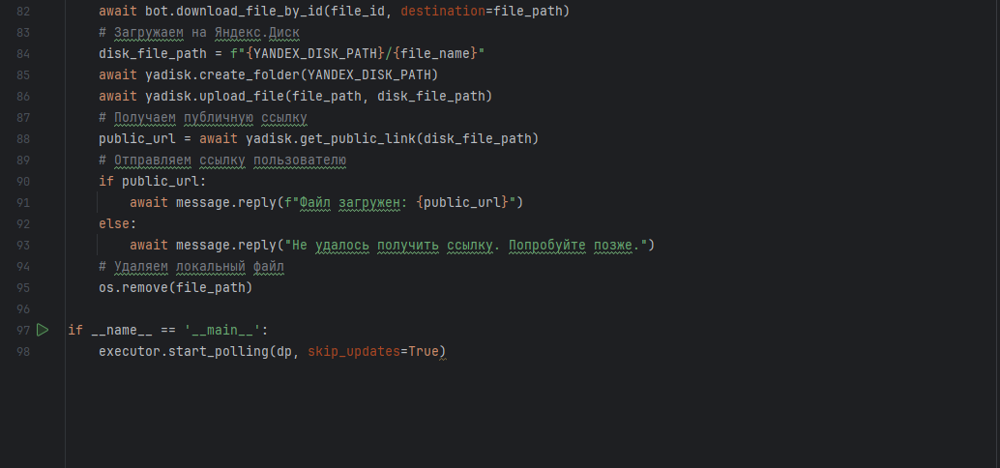 82 await bot.download_file_by_id(file_id, destination=file_path)
83 # Загружаем на Яндекс.Диск
84 disk_file_path = f"{YANDEX_DISK_PATH}/{file_name}"
85 await yadisk.create_folder(YANDEX_DISK_PATH)
86 await yadisk.upload_file(file_path, disk_file_path)
87 # Получаем публичную ссылку
88 public_url = await yadisk.get_public_link(disk_file_path)
89 # Отправляем ссылку пользователю
90 if public_url:
91 await message.reply(f"Файл загружен: {public_url}")
92 else:
93 await message.reply("Не удалось получить ссылку. Попробуйте позже.")
94 # Удаляем локальный файл
95 os.remove(file_path)
96
97 if __name__ == '__main__':
98 executor.start_polling(dp, skip_updates=True)